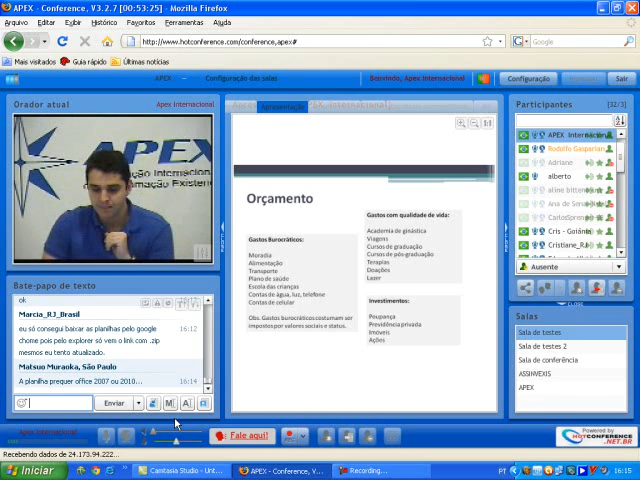 APEX - Conference, V3.2.7 [00:53:25] - Mozilla Firefox
Arquivo Editar Exibir Histórico Favoritos Ferramentas Ajuda
http://www.hotconference.com/conference,apex#
Google
Mais visitados Guia rápido Últimas notícias
APEX - Configuração das salas
Benvindo, Apex Internacional
Configuração
Sair
Orador atual
Apex Internacional
APEX
Apresentação
1:1
Orçamento
Gastos Burocráticos:
Moradia
Alimentação
Transporte
Plano de saúde
Escola das crianças
Contas de água, luz, telefone
Contas de celular
Obs. Gastos burocráticos costumam ser
impostos por valores sociais e status.
Gastos com qualidade de vida:
Academia de ginástica
Viagens
Cursos de graduação
Cursos de pós-graduação
Terapias
Doações
Lazer
Investimentos:
Poupança
Previdência privada
Imóveis
Ações
Participantes [32/3]
APEX
Rodolfo Gasparian
Adriane
alberto
Cris - Goiânia
Cristiane_RJ
Ausente
CLOSE
Salas
Sala de testes
Sala de testes 2
Sala de conferência
ASSINVEXIS
APEX
Bate-papo de texto
ok
Marcia_RJ_Brasil
eu só consegui baixar as planilhas pelo google 16:12
chome pois pelo explorer só vem o link com .zip
mesmos eu tento atualizado.
Matsuo Muraoka, São Paulo
A planilha prequer office 2007 ou 2010... 16:14
Enviar
Apex Internacional
Fale aqui!
Powered by
HOTCONFERENCE
.NET.BR
Recebendo dados de 24.173.94.222...
Iniciar
Camtasia Studio - Unt...
APEX - Conference, V...
Recording...
PT
16:15